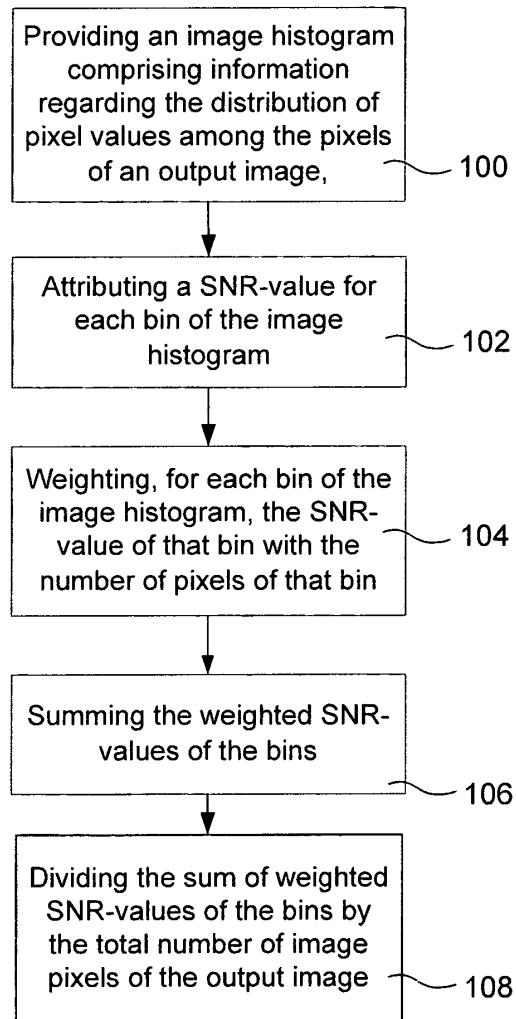 Providing an image histogram
comprising information
regarding the distribution of
pixel values among the pixels
of an output image,
100
Attributing a SNR-value for
each bin of the image
histogram
102
Weighting, for each bin of the
image histogram, the SNR-
value of that bin with the
number of pixels of that bin
104
Summing the weighted SNR-
values of the bins
106
Dividing the sum of weighted
SNR-values of the bins by
the total number of image
pixels of the output image
108